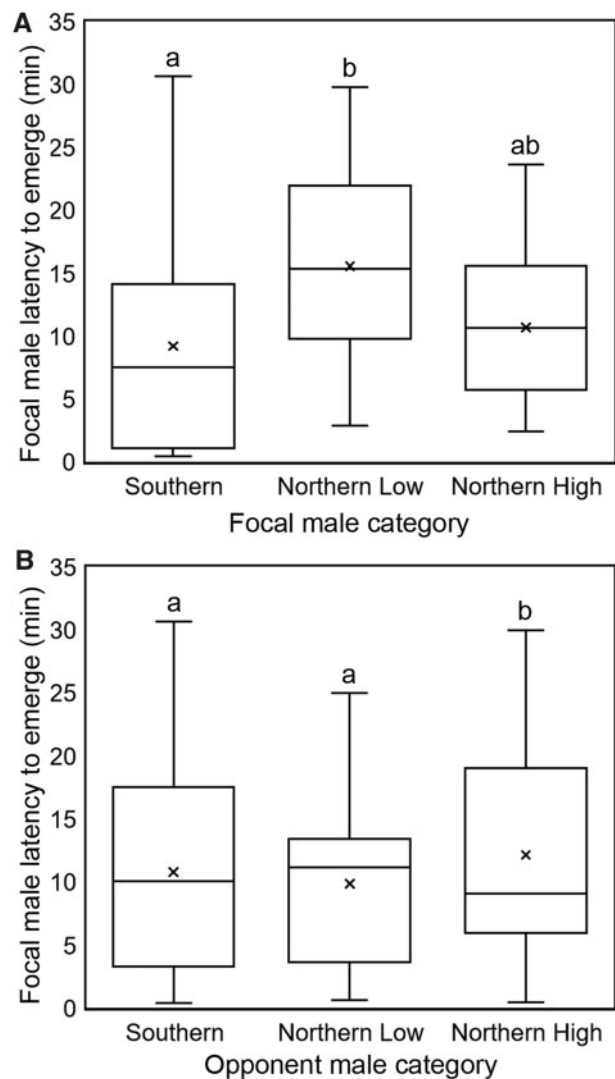 A
35
30
25
20
15
10
5
0
Focal male latency to emerge (min)
a
b
ab
×
×
×
Southern Northern Low Northern High
Focal male category
B
35
30
25
20
15
10
5
0
Focal male latency to emerge (min)
a
a
b
×
×
×
Southern Northern Low Northern High
Opponent male category